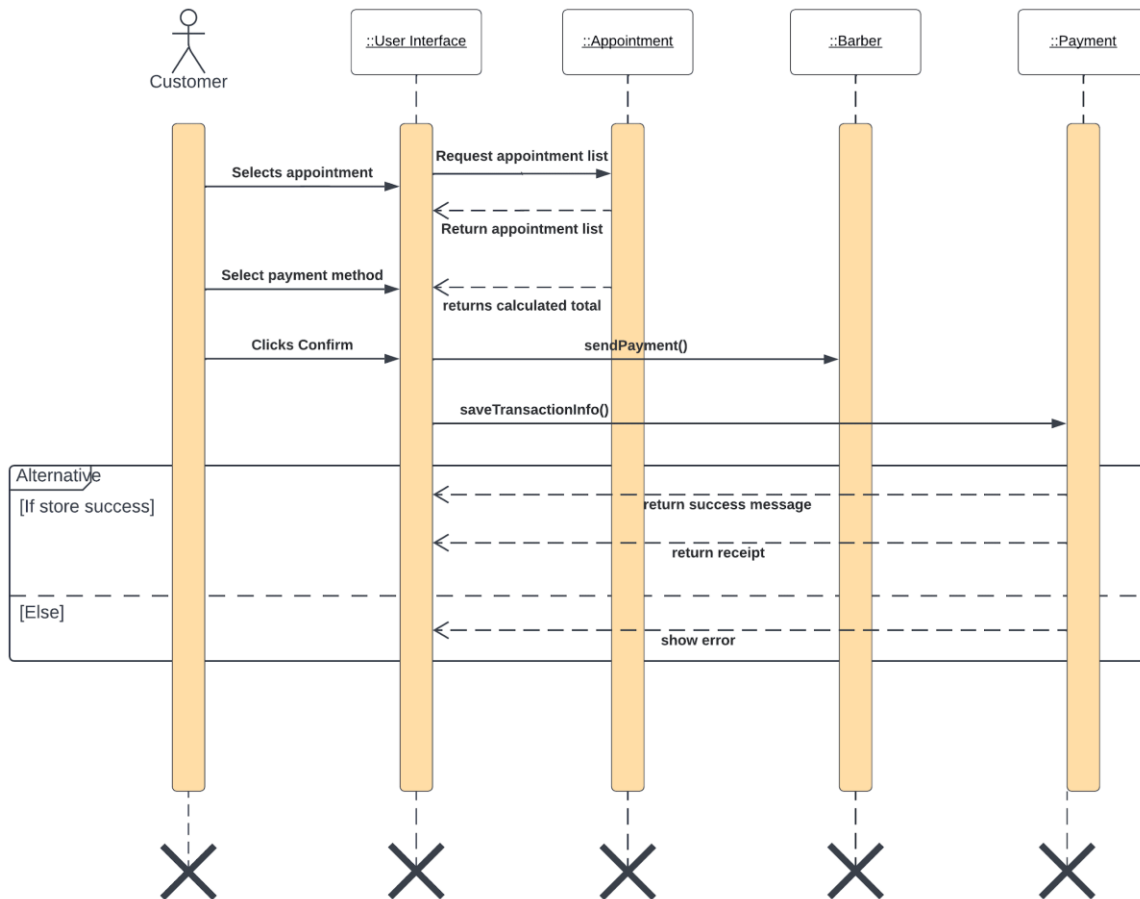 Customer
::User Interface
::Appointment
::Barber
::Payment
Request appointment list
Selects appointment
Return appointment list
Select payment method
returns calculated total
Clicks Confirm
sendPayment()
saveTransactionInfo()
Alternative
[If store success]
return success message
return receipt
[Else]
show error